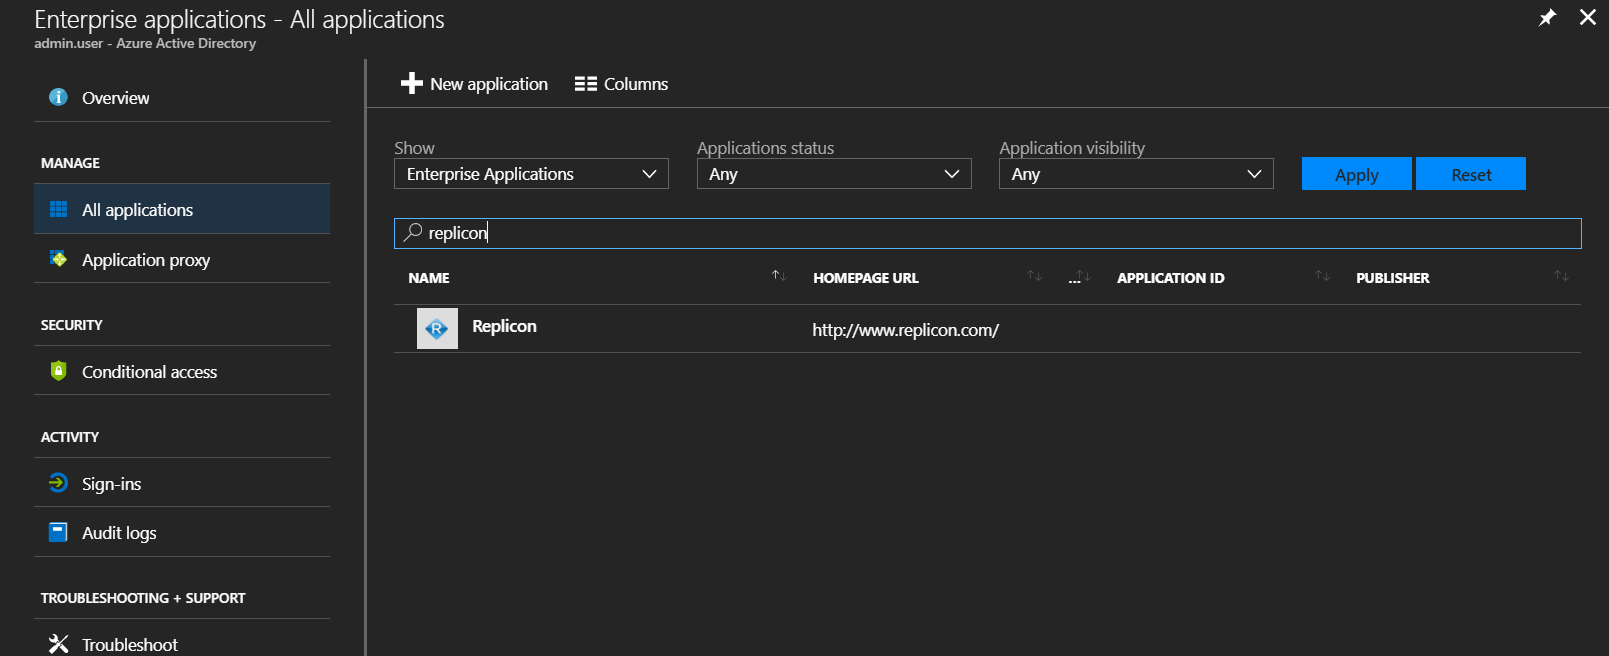 Enterprise applications - All applications
admin.user - Azure Active Directory
Overview
MANAGE
All applications
Application proxy
SECURITY
Conditional access
ACTIVITY
Sign-ins
Audit logs
TROUBLESHOOTING + SUPPORT
Troubleshoot
New application Columns
Show Applications status Application visibility
Enterprise Applications Any Any Apply Reset
replicon
NAME HOMEPAGE URL ... APPLICATION ID PUBLISHER
R Replicon http://www.replicon.com/